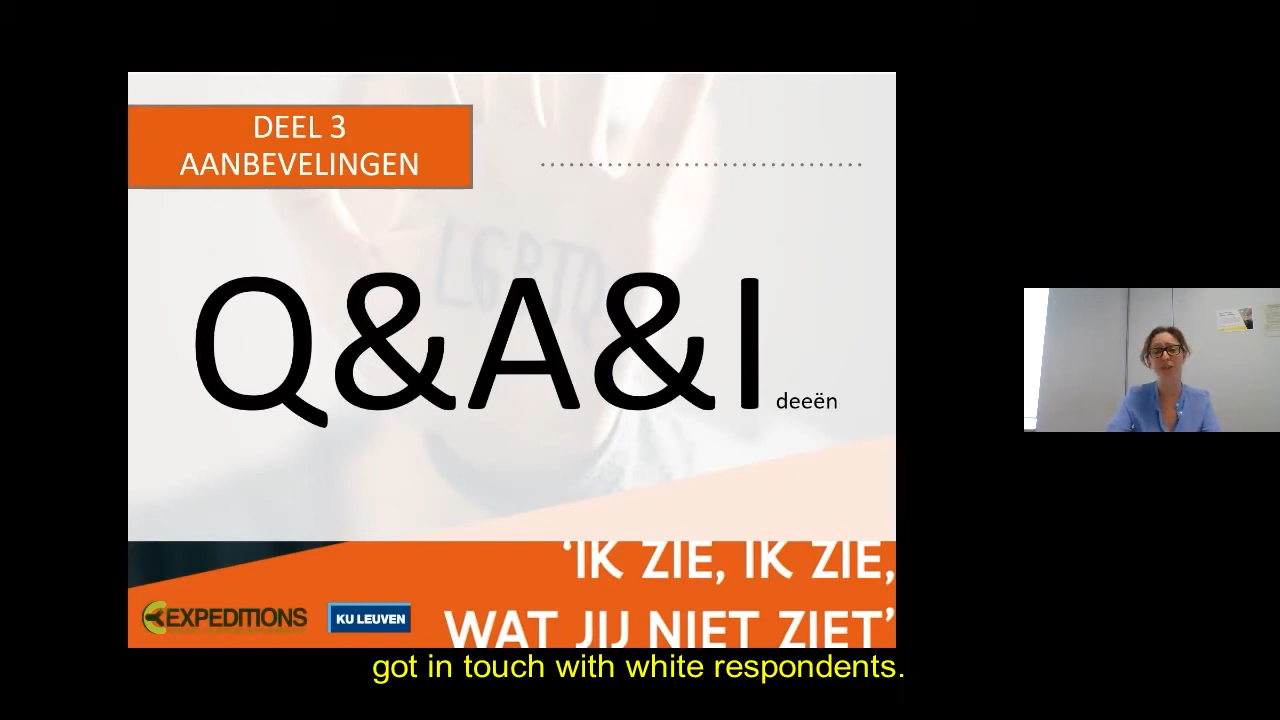 DEEL 3
AANBEVELINGEN
LGBTQ
Q&A&I deeën
'IK ZIE, IK ZIE,
WAT JIJ NIET ZIET'
EXPEDITIONS
KU LEUVEN
got in touch with white respondents.